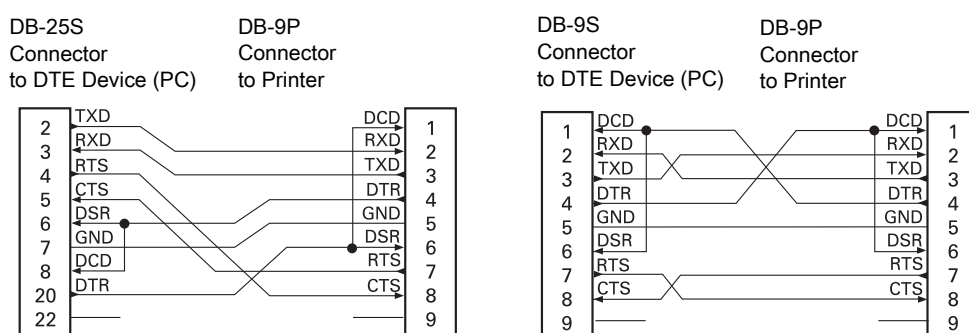 DB-25S
Connector
to DTE Device (PC)
DB-9P
Connector
to Printer
2 TXD DCD 1
3 RXD RXD 2
4 RTS TXD 3
5 CTS DTR 4
6 DSR GND 5
7 GND DSR 6
8 DCD RTS 7
20 DTR CTS 8
22 9
DB-9S
Connector
to DTE Device (PC)
DB-9P
Connector
to Printer
1 DCD DCD 1
2 RXD RXD 2
3 TXD TXD 3
4 DTR DTR 4
5 GND GND 5
6 DSR DSR 6
7 RTS RTS 7
8 CTS CTS 8
9 9